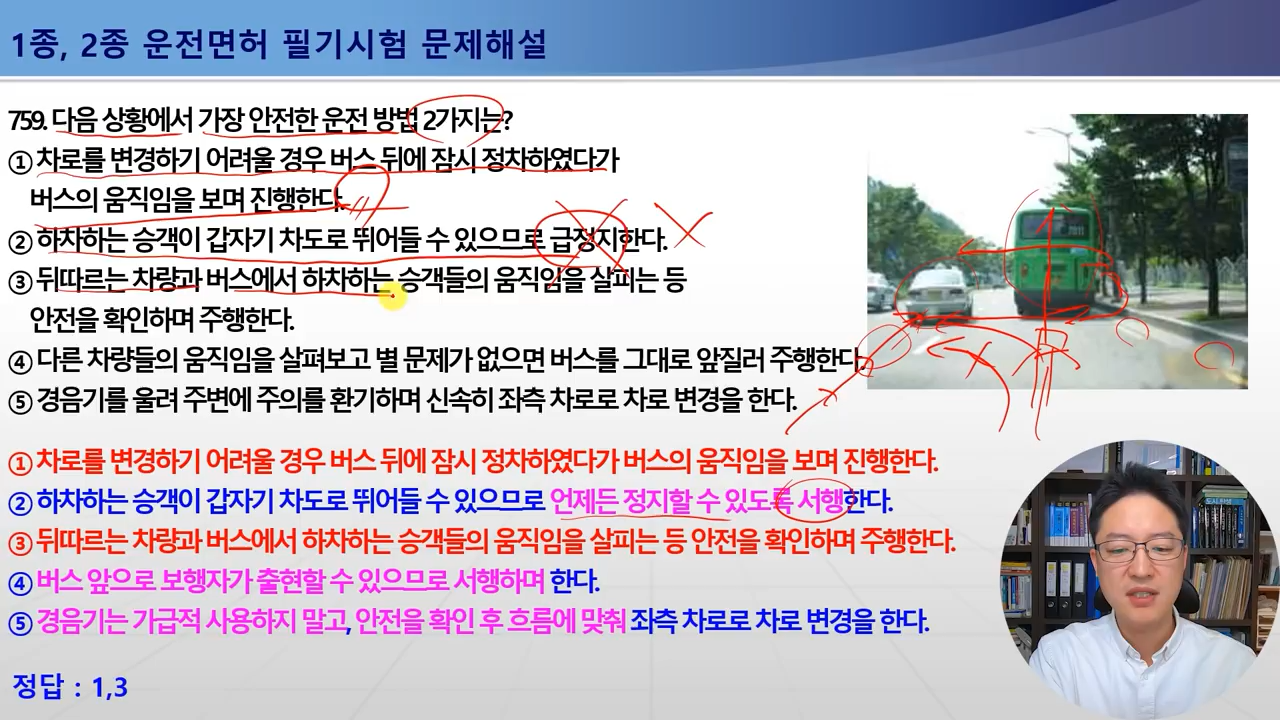 1종, 2종 운전면허 필기시험 문제해설
759. 다음 상황에서 가장 안전한 운전 방법 2가지는?
① 차로를 변경하기 어려울 경우 버스 뒤에 잠시 정차하였다가
버스의 움직임을 보며 진행한다.
② 하차하는 승객이 갑자기 차도로 뛰어들 수 있으므로 급정지한다.
③ 뒤따르는 차량과 버스에서 하차하는 승객들의 움직임을 살피는 등
안전을 확인하며 주행한다.
④ 다른 차량들의 움직임을 살펴보고 별 문제가 없으면 버스를 그대로 앞질러 주행한다.
⑤ 경음기를 울려 주변에 주의를 환기하며 신속히 좌측 차로로 차로 변경을 한다.
① 차로를 변경하기 어려울 경우 버스 뒤에 잠시 정차하였다가 버스의 움직임을 보며 진행한다.
② 하차하는 승객이 갑자기 차도로 뛰어들 수 있으므로 언제든 정지할 수 있도록 서행한다.
③ 뒤따르는 차량과 버스에서 하차하는 승객들의 움직임을 살피는 등 안전을 확인하며 주행한다.
④ 버스 앞으로 보행자가 출현할 수 있으므로 서행하며 한다.
⑤ 경음기는 가급적 사용하지 말고, 안전을 확인 후 흐름에 맞춰 좌측 차로로 차로 변경을 한다.
정답 : 1,3